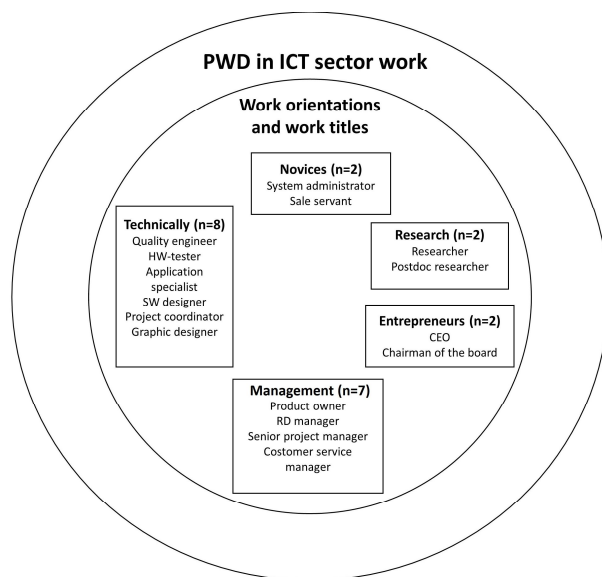 PWD in ICT sector work
Work orientations
and work titles
Novices (n=2)
System administrator
Sale servant
Technically (n=8)
Quality engineer
HW-tester
Application
specialist
SW designer
Project coordinator
Graphic designer
Research (n=2)
Researcher
Postdoc researcher
Entrepreneurs (n=2)
CEO
Chairman of the board
Management (n=7)
Product owner
RD manager
Senior project manager
Costomer service
manager